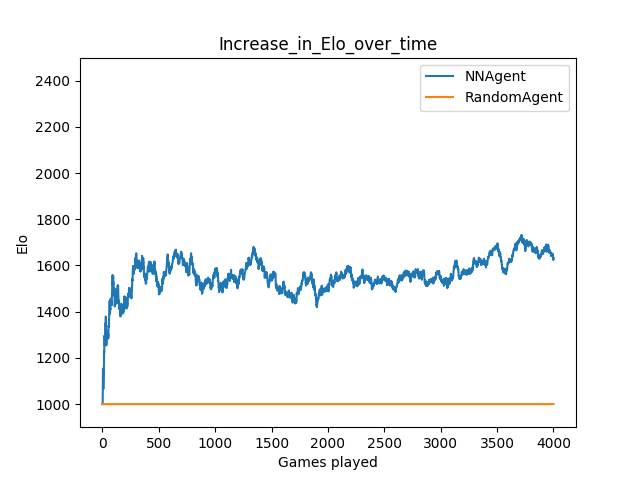 Increase_in_Elo_over_time
NNAgent
RandomAgent
2400
2200
2000
1800
1600
1400
1200
1000
Elo
0 500 1000 1500 2000 2500 3000 3500 4000
Games played